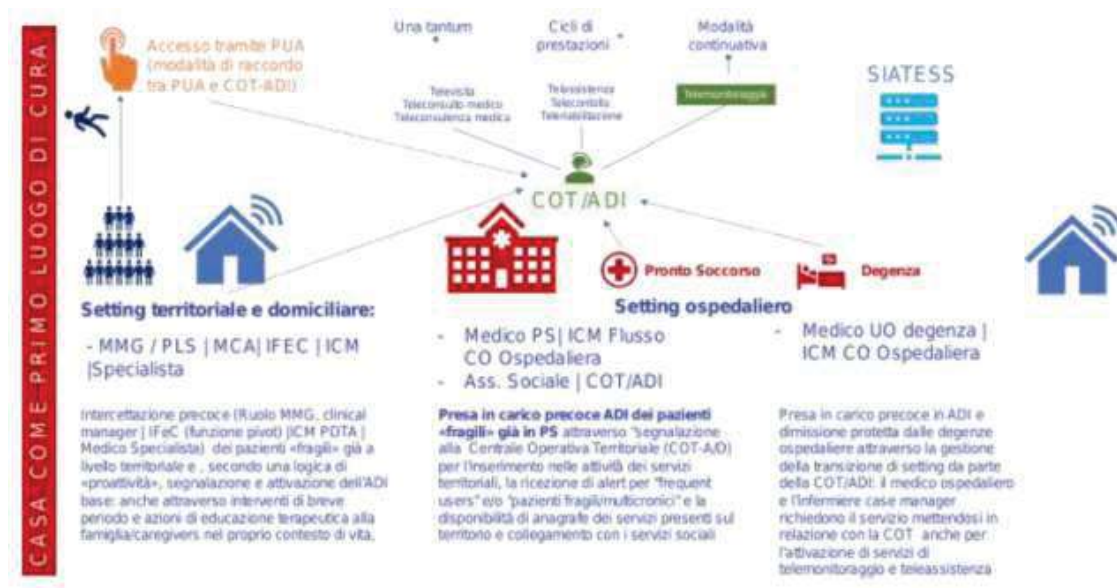 CASA COME PRIMO LUOGO DI CURA
Accesso tramite PUA
(modalità di raccordo
tra PUA e COT-ADI)
Una tantum
Cicli di
prestazioni
Modalità
continuativa
Televisita
Teleconsulto medico
Teleconsulenza medica
Teleassistenza
Telecontrollo
Teleriabilitazione
Telemonitoraggio
SIATESS
COT/ADI
Pronto Soccorso
Degenza
Setting territoriale e domiciliare:
- MMG / PLS | MCA| IFEC | ICM
|Specialista
Setting ospedaliero
- Medico PS| ICM Flusso
CO Ospedaliera
- Ass. Sociale | COT/ADI
- Medico UO degenza |
ICM CO Ospedaliera
Intercettazione precoce (Ruolo MMG, clinical
manager | IFeC (funzione pivot) |ICM PDTA |
Medico Specialista) dei pazienti «fragili» già a
livello territoriale e , secondo una logica di
«proattività», segnalazione e attivazione dell'ADI
base: anche attraverso interventi di breve
periodo e azioni di educazione terapeutica alla
famiglia/caregivers nel proprio contesto di vita.
Presa in carico precoce ADI dei pazienti
«fragili» già in PS attraverso "segnalazione
alla Centrale Operativa Territoriale (COT-A/D)
per l'inserimento nelle attività dei servizi
territoriali, la ricezione di alert per "frequent
users" e/o "pazienti fragili/multicronici" e la
disponibilità di anagrafe dei servizi presenti sul
territorio e collegamento con i servizi sociali
Presa in carico precoce in ADI e
dimissione protetta dalle degenze
ospedaliere attraverso la gestione
della transizione di setting da parte
della COT/ADI: il medico ospedaliero
e l'infermiere case manager
richiedono il servizio mettendosi in
relazione con la COT anche per
l'attivazione di servizi di
telemonitoraggio e teleassistenza